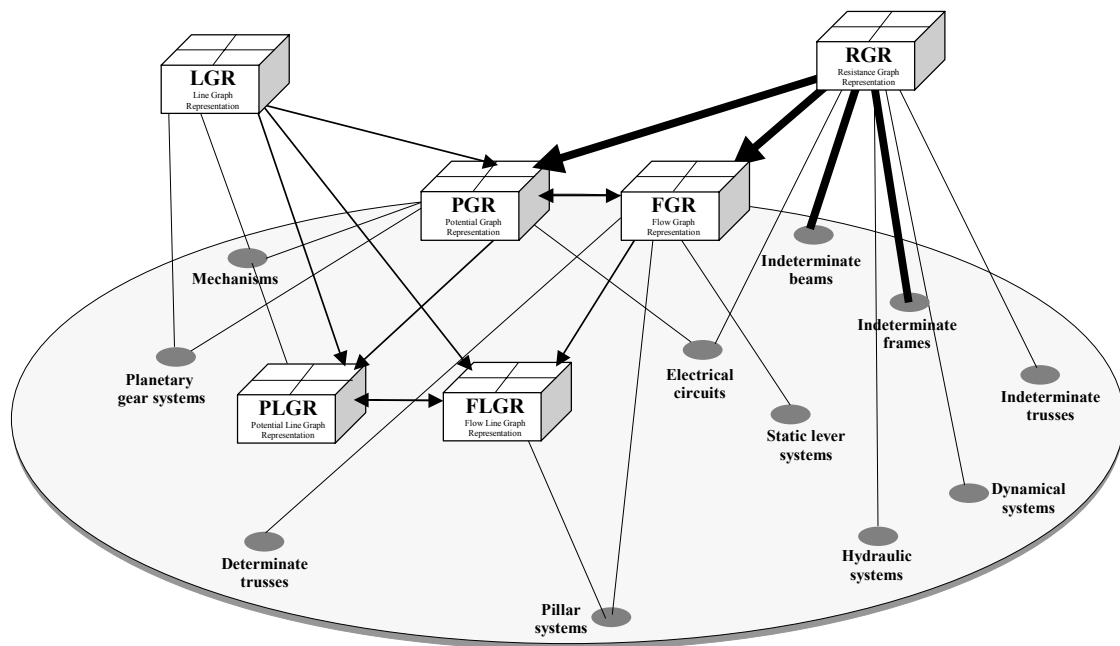 LGR
Line Graph
Representation
RGR
Resistance Graph
Representation
PGR
Potential Graph
Representation
FGR
Flow Graph
Representation
Mechanisms
Indeterminate
beams
Indeterminate
frames
Planetary
gear systems
Electrical
circuits
Indeterminate
trusses
PLGR
Potential Line Graph
Representation
FLGR
Flow Line Graph
Representation
Static lever
systems
Dynamical
systems
Determinate
trusses
Hydraulic
systems
Pillar
systems